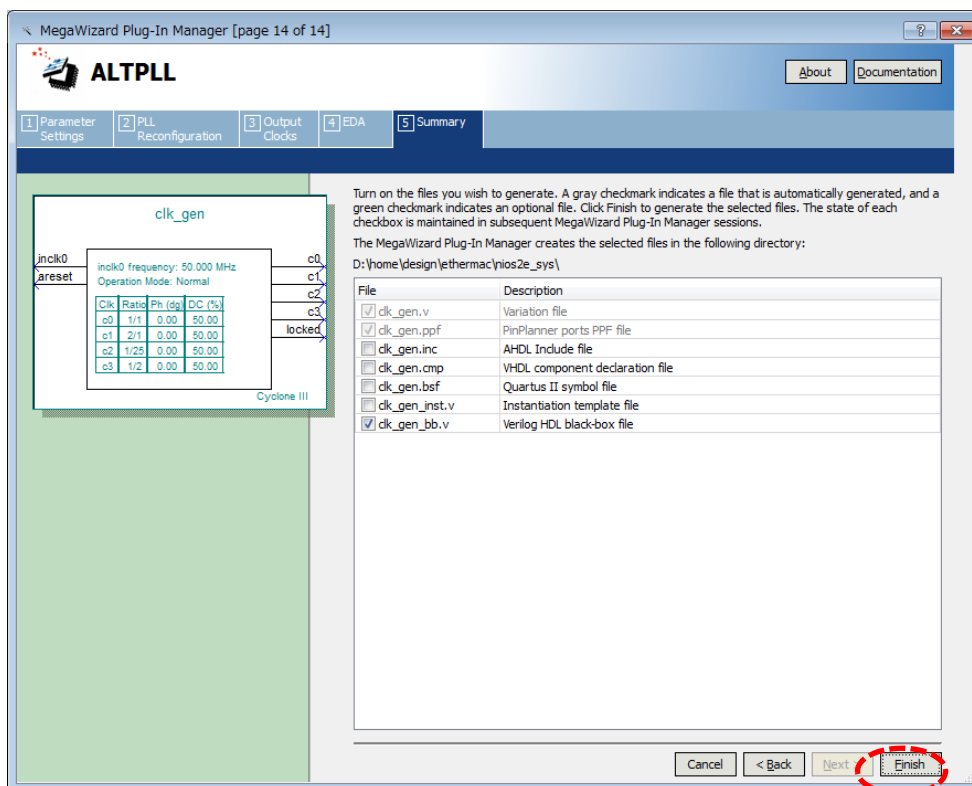 MegaWizard Plug-In Manager [page 14 of 14]
ALTPLL
About Documentation
1 Parameter Settings
2 PLL Reconfiguration
3 Output Clocks
4 EDA
5 Summary
clk_gen
inclk0
areset
inclk0 frequency: 50.000 MHz
Operation Mode: Normal
Clk Ratio Ph (dg) DC (%)
c0 1/1 0.00 50.00
c1 2/1 0.00 50.00
c2 1/25 0.00 50.00
c3 1/2 0.00 50.00
c0
c1
c2
c3
locked
Cyclone III
Turn on the files you wish to generate. A gray checkmark indicates a file that is automatically generated, and a
green checkmark indicates an optional file. Click Finish to generate the selected files. The state of each
checkbox is maintained in subsequent MegaWizard Plug-In Manager sessions.
The MegaWizard Plug-In Manager creates the selected files in the following directory:
D:\home\design\ethermac\nios2e_sys\
File Description
clk_gen.v Variation file
clk_gen.ppf PinPlanner ports PPF file
clk_gen.inc AHDL Include file
clk_gen.cmp VHDL component declaration file
clk_gen.bsf Quartus II symbol file
clk_gen_inst.v Instantiation template file
clk_gen_bb.v Verilog HDL black-box file
Cancel < Back Next > Finish